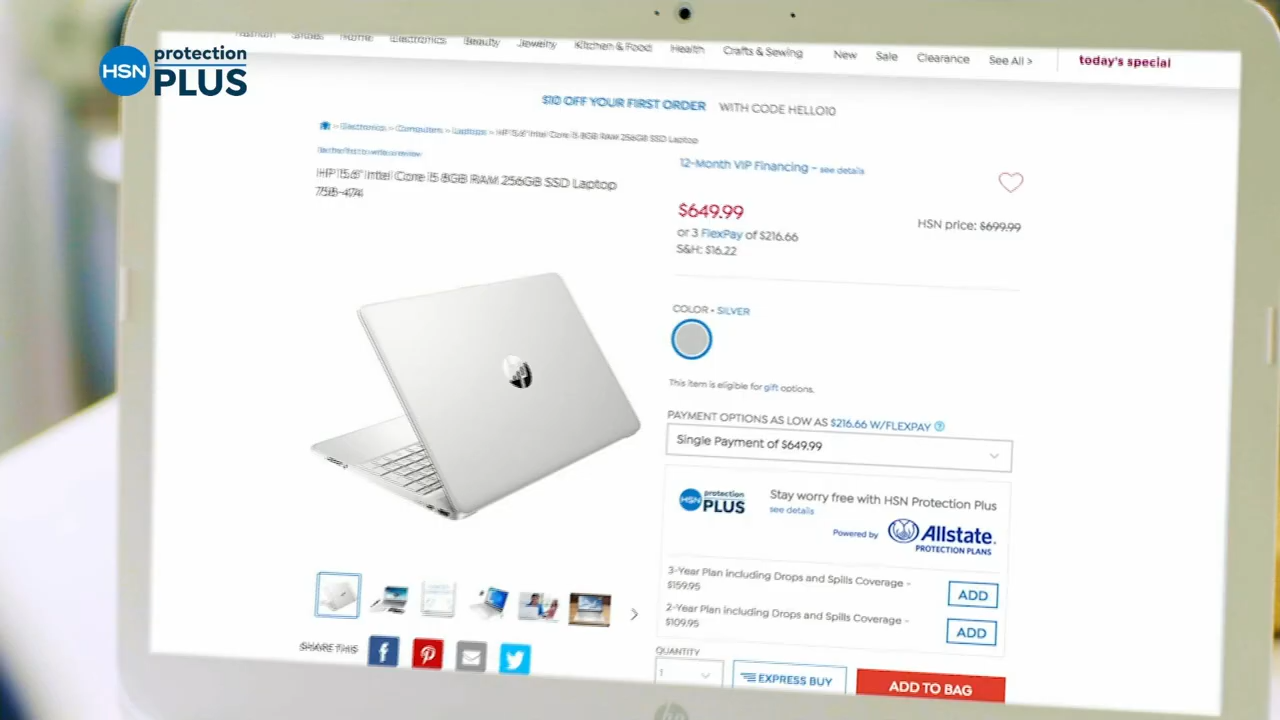 HSN protection PLUS
Fashion Shoes Home Electronics Beauty Jewelry Kitchen & Food Health Crafts & Sewing New Sale Clearance See All > today's special
$10 OFF YOUR FIRST ORDER WITH CODE HELLO10
> Electronics > Computers > Laptops > HP 15.6" Intel Core i5 8GB RAM 256GB SSD Laptop
Be the first to write a review
HP 15.6" Intel Core i5 8GB RAM 256GB SSD Laptop
758-474
12-Month VIP Financing - see details
$649.99
HSN price: $699.99
or 3 FlexPay of $216.66
S&H: $16.22
COLOR • SILVER
This item is eligible for gift options.
PAYMENT OPTIONS AS LOW AS $216.66 W/FLEXPAY ?
Single Payment of $649.99
HSN protection PLUS
Stay worry free with HSN Protection Plus
see details
Powered by Allstate.
PROTECTION PLANS
3-Year Plan including Drops and Spills Coverage -
$159.95
ADD
2-Year Plan including Drops and Spills Coverage -
$109.95
ADD
SHARE THIS
QUANTITY
1
EXPRESS BUY
ADD TO BAG
hp